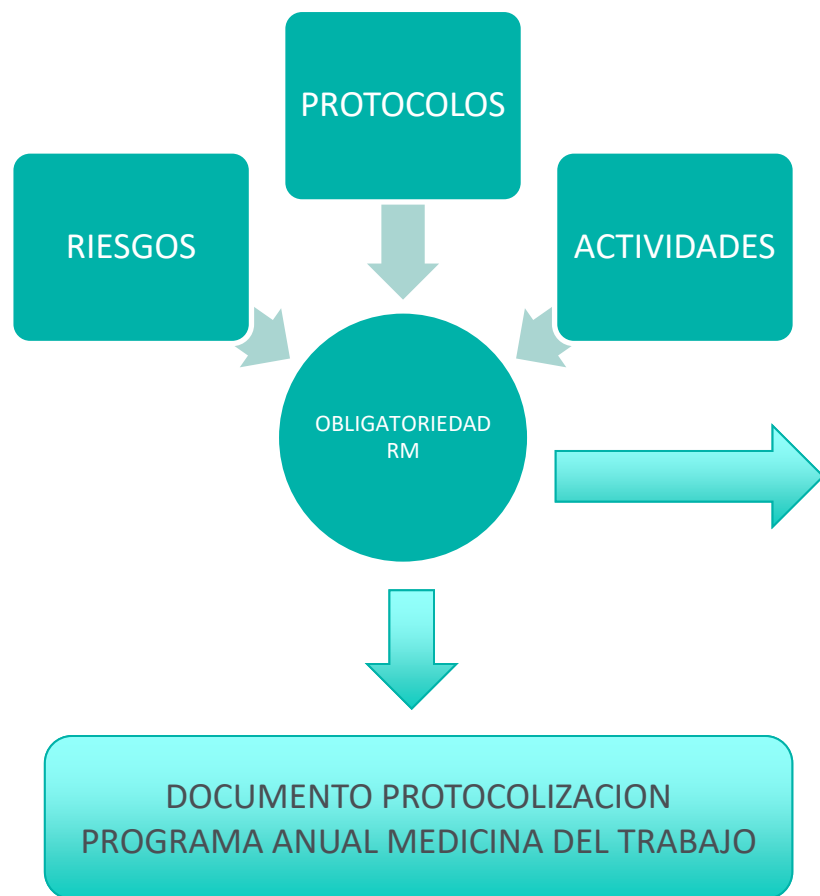 PROTOCOLOS
RIESGOS
ACTIVIDADES
OBLIGATORIEDAD
RM
DOCUMENTO PROTOCOLIZACION
PROGRAMA ANUAL MEDICINA DEL TRABAJO